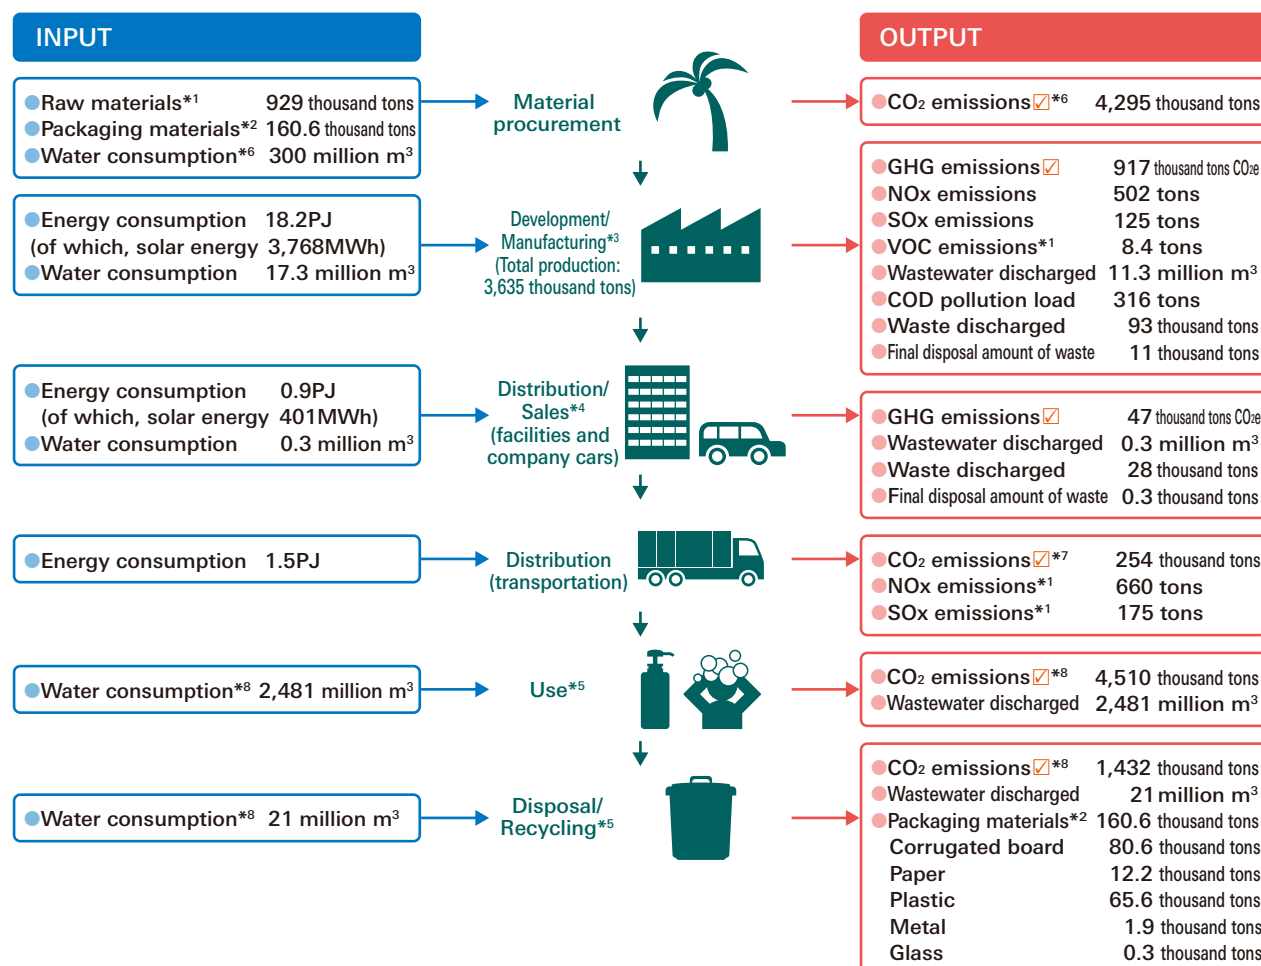 INPUT
OUTPUT
Raw materials*1 929 thousand tons
Packaging materials*2 160.6 thousand tons
Water consumption*6 300 million m³
Material
procurement
CO₂ emissions☑*6 4,295 thousand tons
Energy consumption 18.2PJ
(of which, solar energy 3,768MWh)
Water consumption 17.3 million m³
Development/
Manufacturing*3
(Total production:
3,635 thousand tons)
GHG emissions☑ 917 thousand tons CO₂e
NOx emissions 502 tons
SOx emissions 125 tons
VOC emissions*1 8.4 tons
Wastewater discharged 11.3 million m³
COD pollution load 316 tons
Waste discharged 93 thousand tons
Final disposal amount of waste 11 thousand tons
Energy consumption 0.9PJ
(of which, solar energy 401MWh)
Water consumption 0.3 million m³
Distribution/
Sales*4
(facilities and
company cars)
GHG emissions☑ 47 thousand tons CO₂e
Wastewater discharged 0.3 million m³
Waste discharged 28 thousand tons
Final disposal amount of waste 0.3 thousand tons
Energy consumption 1.5PJ
Distribution
(transportation)
CO₂ emissions☑*7 254 thousand tons
NOx emissions*1 660 tons
SOx emissions*1 175 tons
Water consumption*8 2,481 million m³
Use*5
CO₂ emissions☑*8 4,510 thousand tons
Wastewater discharged 2,481 million m³
Water consumption*8 21 million m³
Disposal/
Recycling*5
CO₂ emissions☑*8 1,432 thousand tons
Wastewater discharged 21 million m³
Packaging materials*2 160.6 thousand tons
Corrugated board 80.6 thousand tons
Paper 12.2 thousand tons
Plastic 65.6 thousand tons
Metal 1.9 thousand tons
Glass 0.3 thousand tons